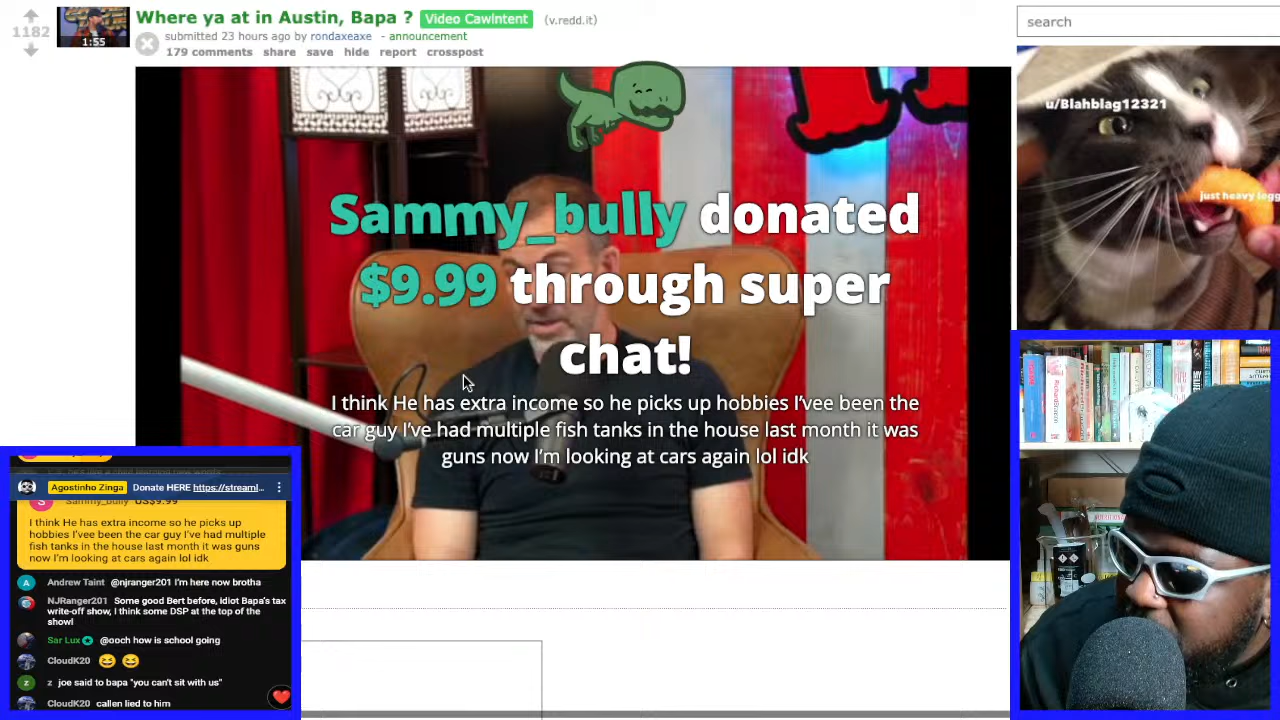 1182
1:55
Where ya at in Austin, Bapa ? Video Cawintent (v.redd.it)
submitted 23 hours ago by rondaxeaxe - announcement
179 comments share save hide report crosspost
search
u/Blahblag12321
just heavy legg
Sammy_bully donated
$9.99 through super
chat!
I think He has extra income so he picks up hobbies I'vee been the
car guy I've had multiple fish tanks in the house last month it was
guns now I'm looking at cars again lol idk
Agostinho Zinga Donate HERE https://streaml...
Sammy_bully US$9.99
I think He has extra income so he picks up
hobbies I'vee been the car guy I've had multiple
fish tanks in the house last month it was guns
now I'm looking at cars again lol idk
A Andrew Taint @njranger201 I'm here now brotha
NJRanger201 Some good Bert before, idiot Bapa's tax
write-off show, I think some DSP at the top of the
show!
Sar Lux @ooch how is school going
CloudK20
z z joe said to bapa "you can't sit with us"
CloudK20 callen lied to him